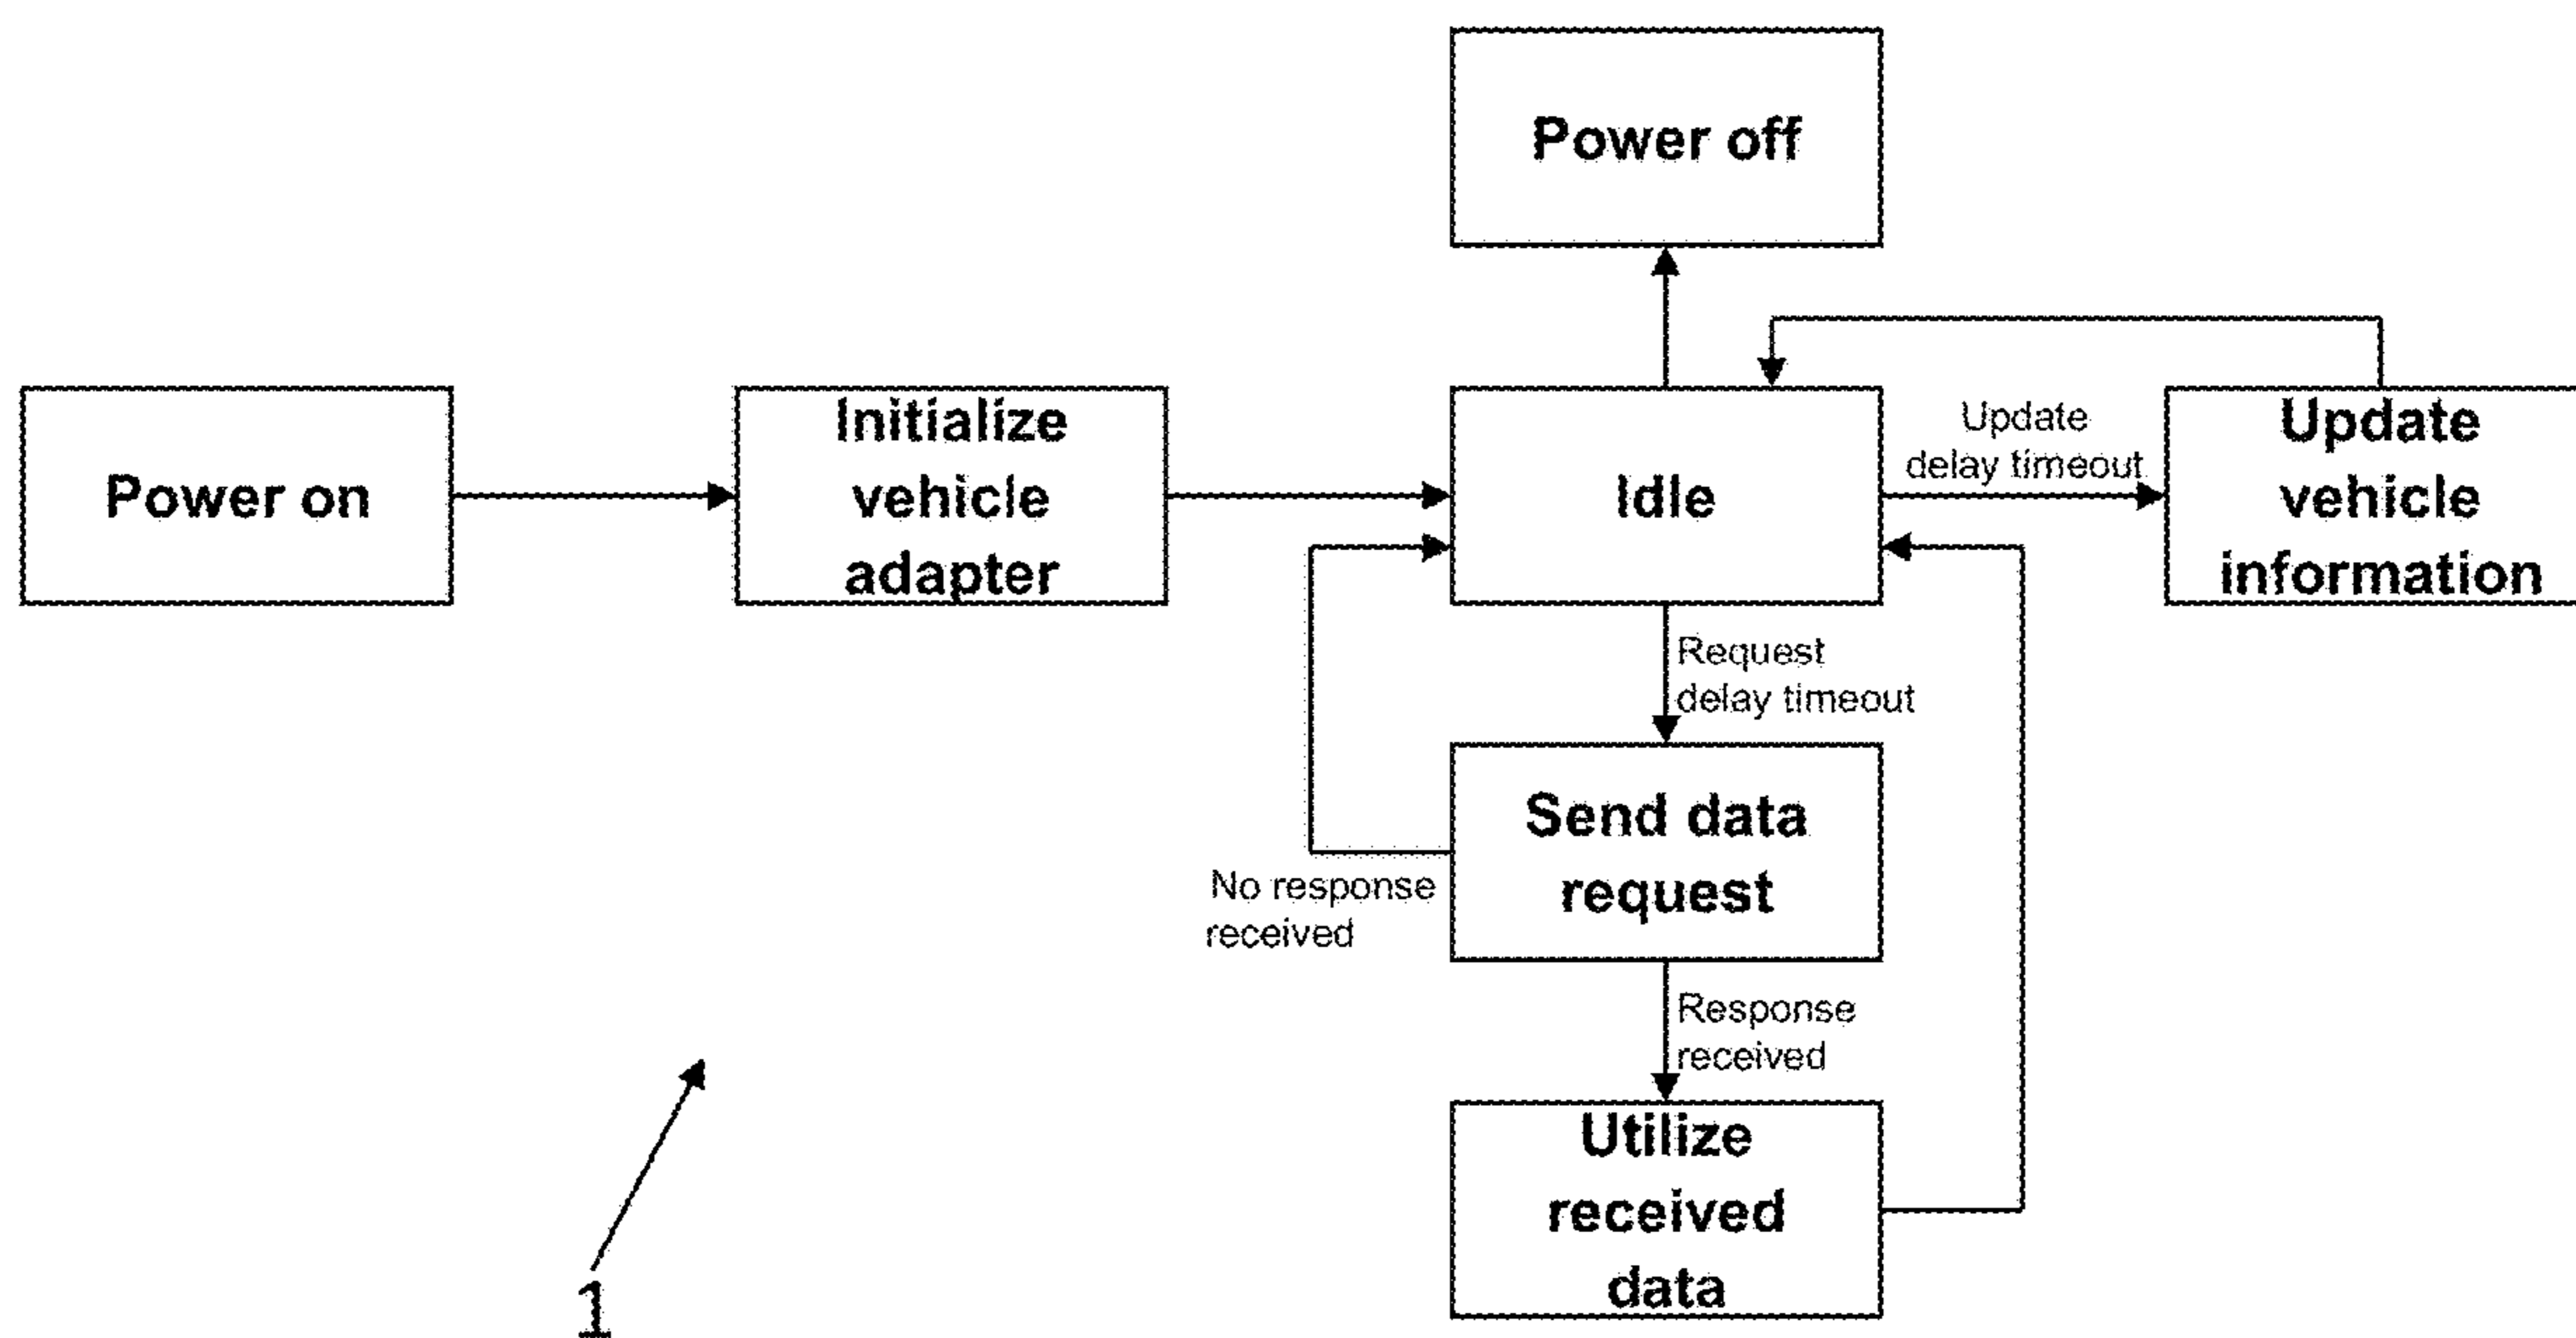 Power off
Power on
Initialize
vehicle
adapter
Idle
Update
delay timeout
Update
vehicle
information
Request
delay timeout
Send data
request
No response
received
Response
received
Utilize
received
data
1